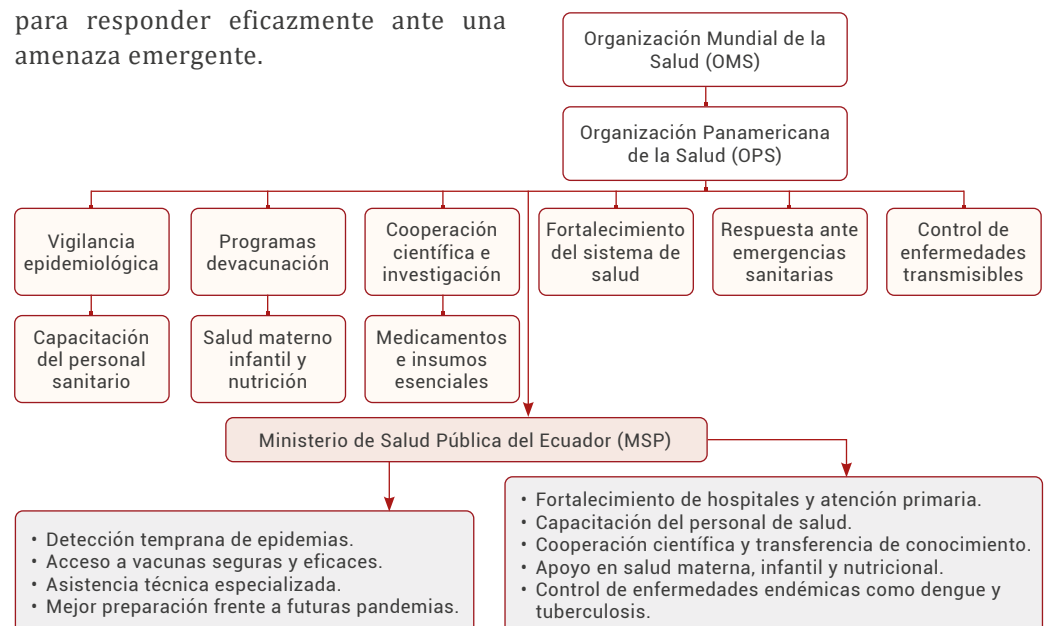 para responder eficazmente ante una
amenaza emergente.
Organización Mundial de la
Salud (OMS)
Organización Panamericana
de la Salud (OPS)
Vigilancia
epidemiológica
Programas
devacunación
Cooperación
científica e
investigación
Fortalecimiento
del sistema de
salud
Respuesta ante
emergencias
sanitarias
Control de
enfermedades
transmisibles
Capacitación
del personal
sanitario
Salud materno
infantil y
nutrición
Medicamentos
e insumos
esenciales
Ministerio de Salud Pública del Ecuador (MSP)
• Detección temprana de epidemias.
• Acceso a vacunas seguras y eficaces.
• Asistencia técnica especializada.
• Mejor preparación frente a futuras pandemias.
• Fortalecimiento de hospitales y atención primaria.
• Capacitación del personal de salud.
• Cooperación científica y transferencia de conocimiento.
• Apoyo en salud materna, infantil y nutricional.
• Control de enfermedades endémicas como dengue y
tuberculosis.